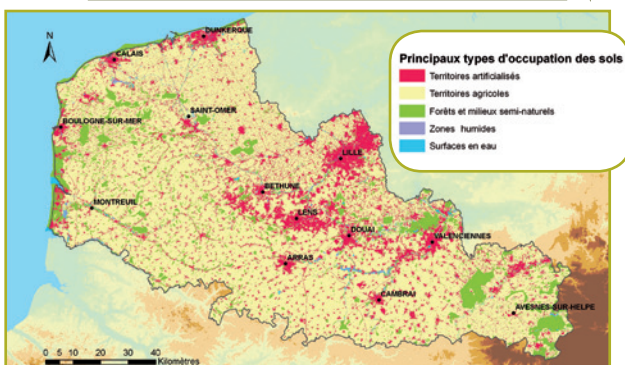 N
DUNKERQUE
CALAIS
Principaux types d'occupation des sols
Territoires artificialisés
Territoires agricoles
Forêts et milieux semi-naturels
Zones humides
Surfaces en eau
SAINT-OMER
BOULOGNE-SUR-MER
LILLE
BETHUNE
MONTREUIL
LENS
DOUAI
VALENCIENNES
ARRAS
CAMBRAI
AVESNES-SUR-HELPE
0 5 10 20 30 40
Kilomètres